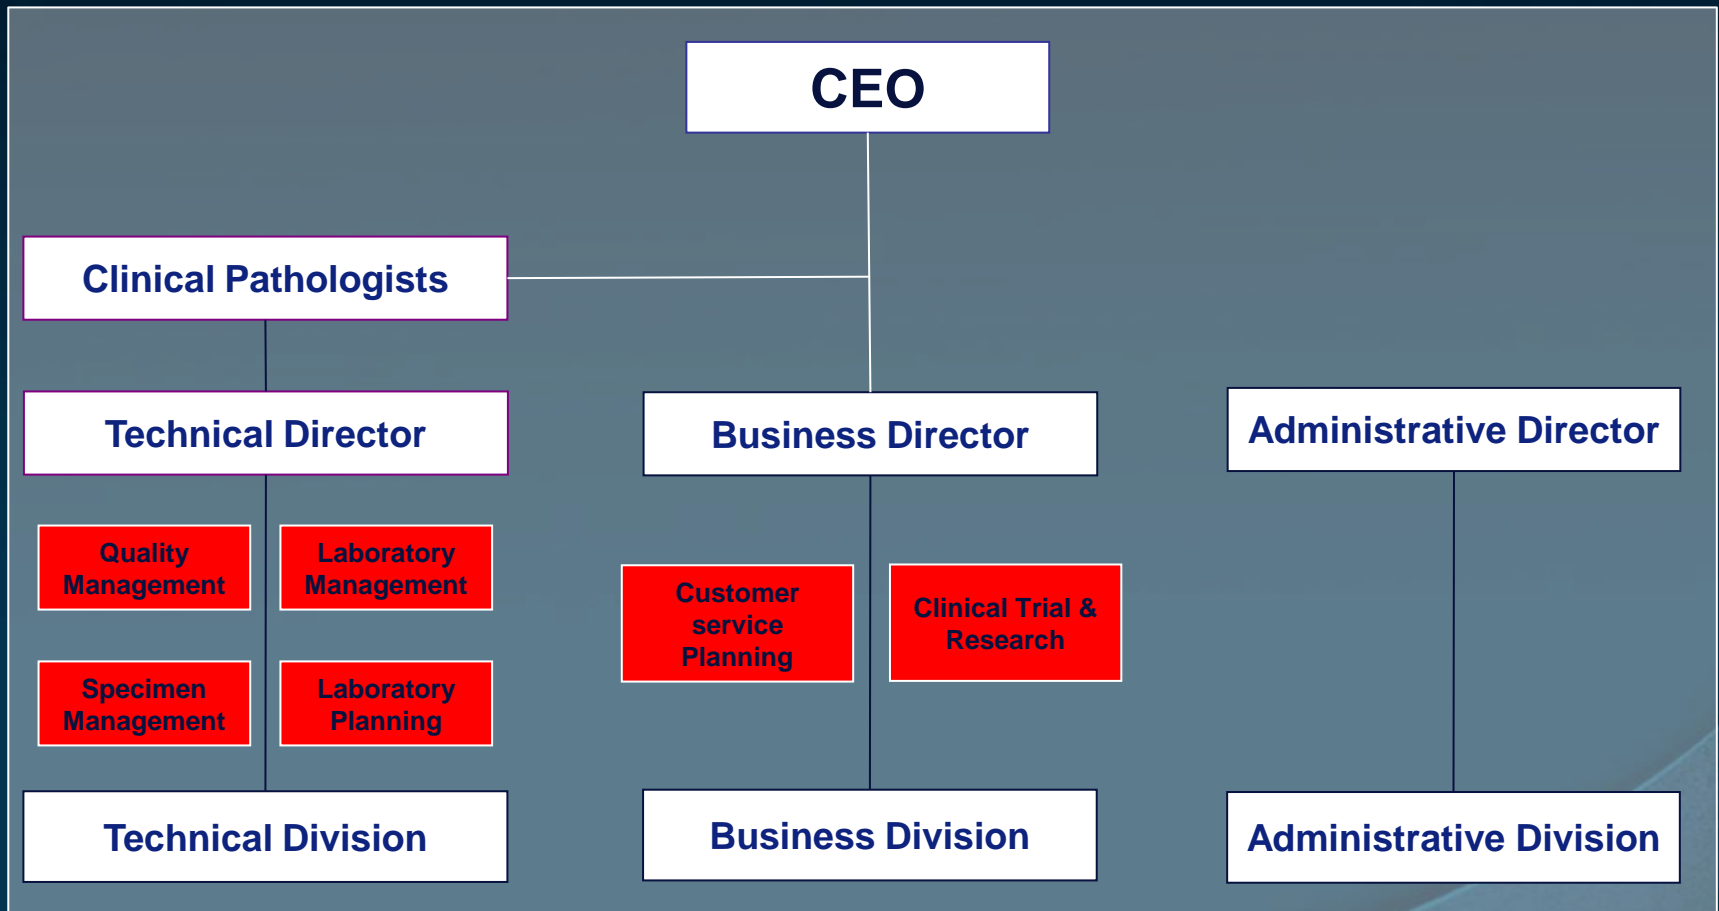 CEO
Clinical Pathologists
Technical Director
Business Director
Administrative Director
Quality
Management
Laboratory
Management
Customer
service
Planning
Clinical Trial &
Research
Specimen
Management
Laboratory
Planning
Technical Division
Business Division
Administrative Division